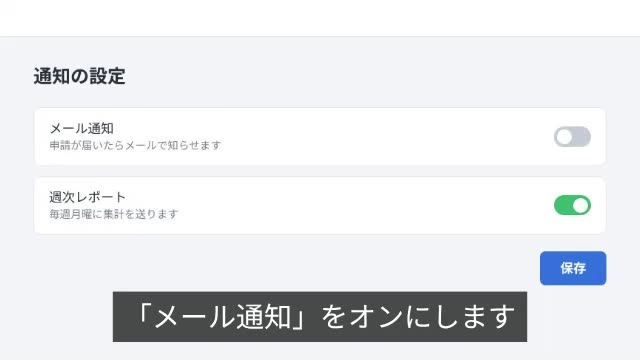 通知の設定
メール通知
申請が届いたらメールで知らせます
週次レポート
毎週月曜に集計を送ります
保存
「メール通知」をオンにします